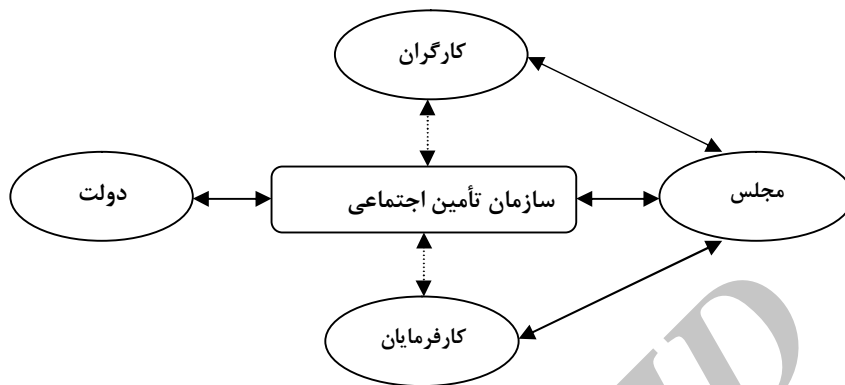 کارگران
مجلس
سازمان تأمین اجتماعی
دولت
کارفرمایان